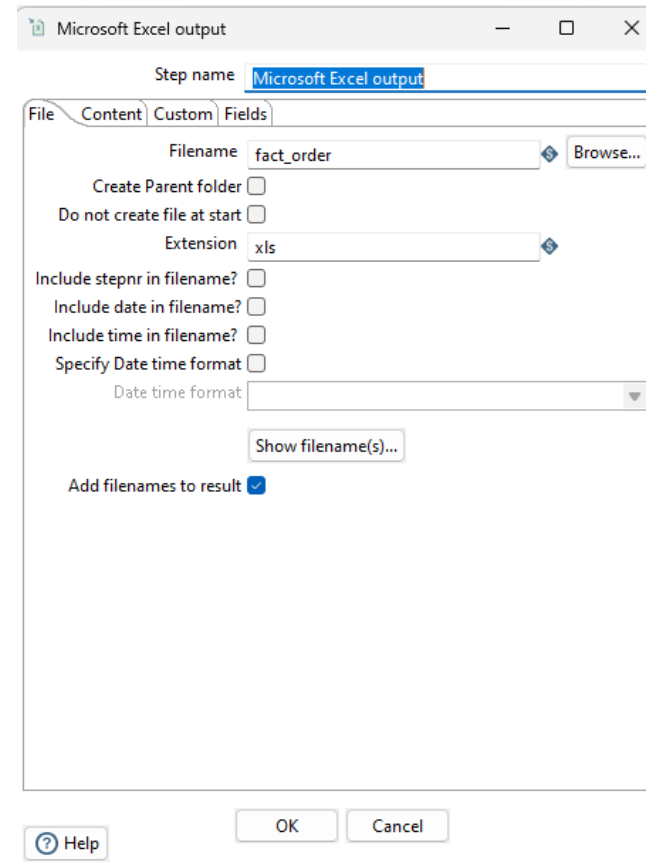 Microsoft Excel output
Step name Microsoft Excel output
File Content Custom Fields
Filename fact_order Browse...
Create Parent folder
Do not create file at start
Extension xls
Include stepnr in filename?
Include date in filename?
Include time in filename?
Specify Date time format
Date time format
Show filename(s)...
Add filenames to result
OK Cancel
Help